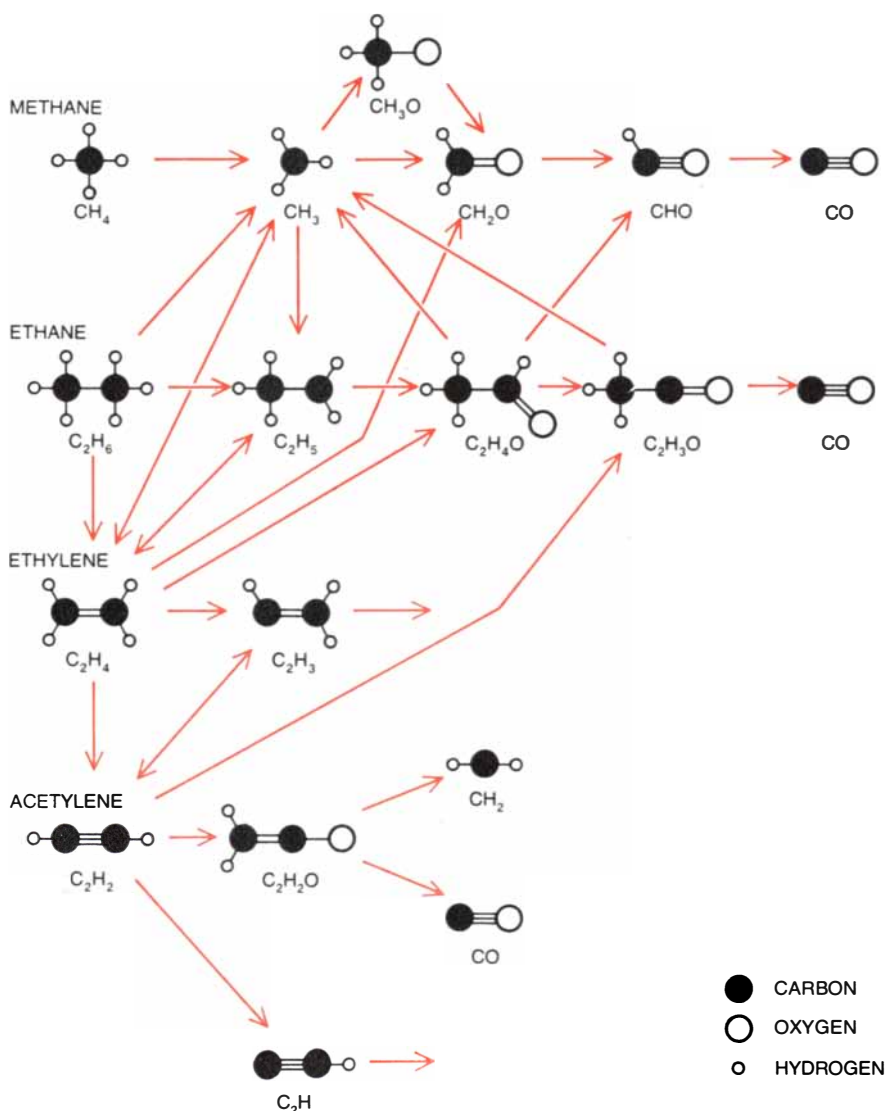 CH₃O
METHANE
CH₄
CH₃
CH₂O
CHO
CO
ETHANE
C₂H₆
C₂H₅
C₂H₄O
C₂H₃O
CO
ETHYLENE
C₂H₄
C₂H₃
CH₂
ACETYLENE
C₂H₂
C₂H₂O
CO
CARBON
OXYGEN
HYDROGEN
C₂H